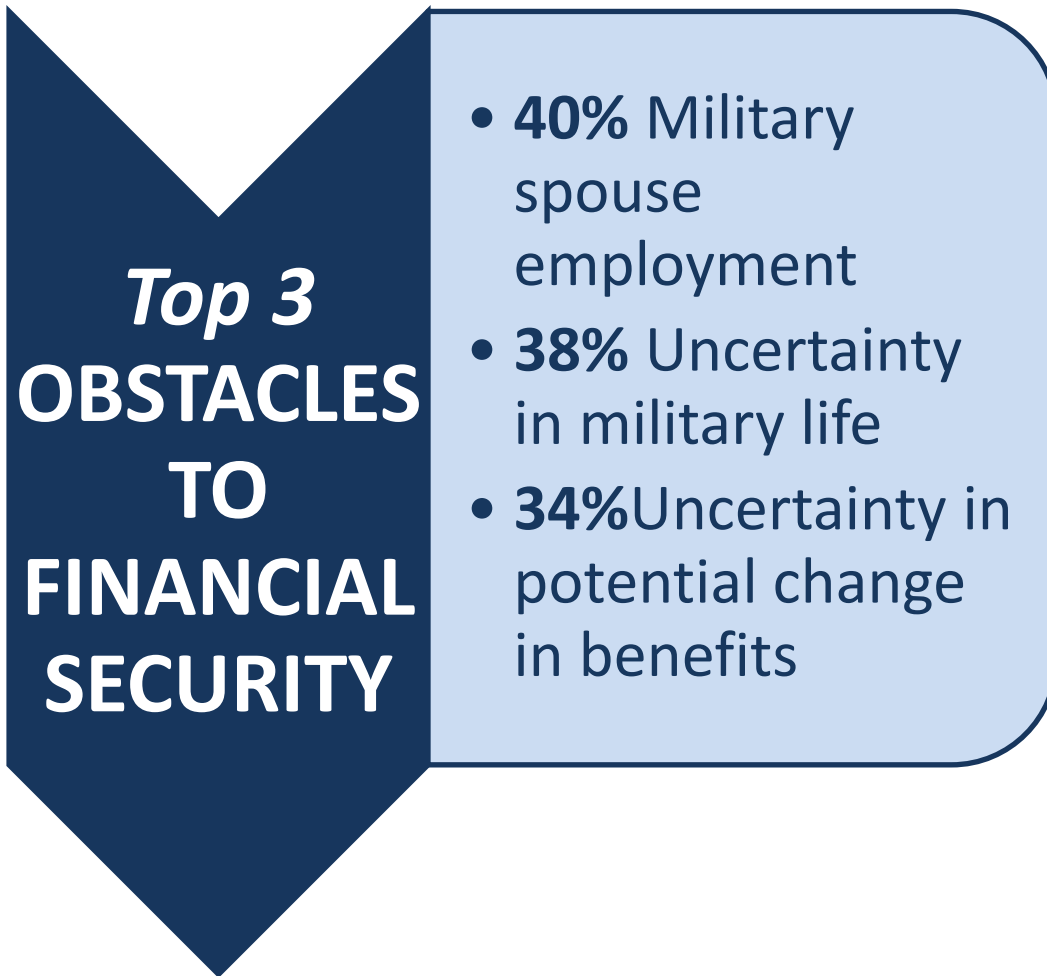 Top 3
OBSTACLES
TO
FINANCIAL
SECURITY
• 40% Military
spouse
employment
• 38% Uncertainty
in military life
• 34%Uncertainty in
potential change
in benefits